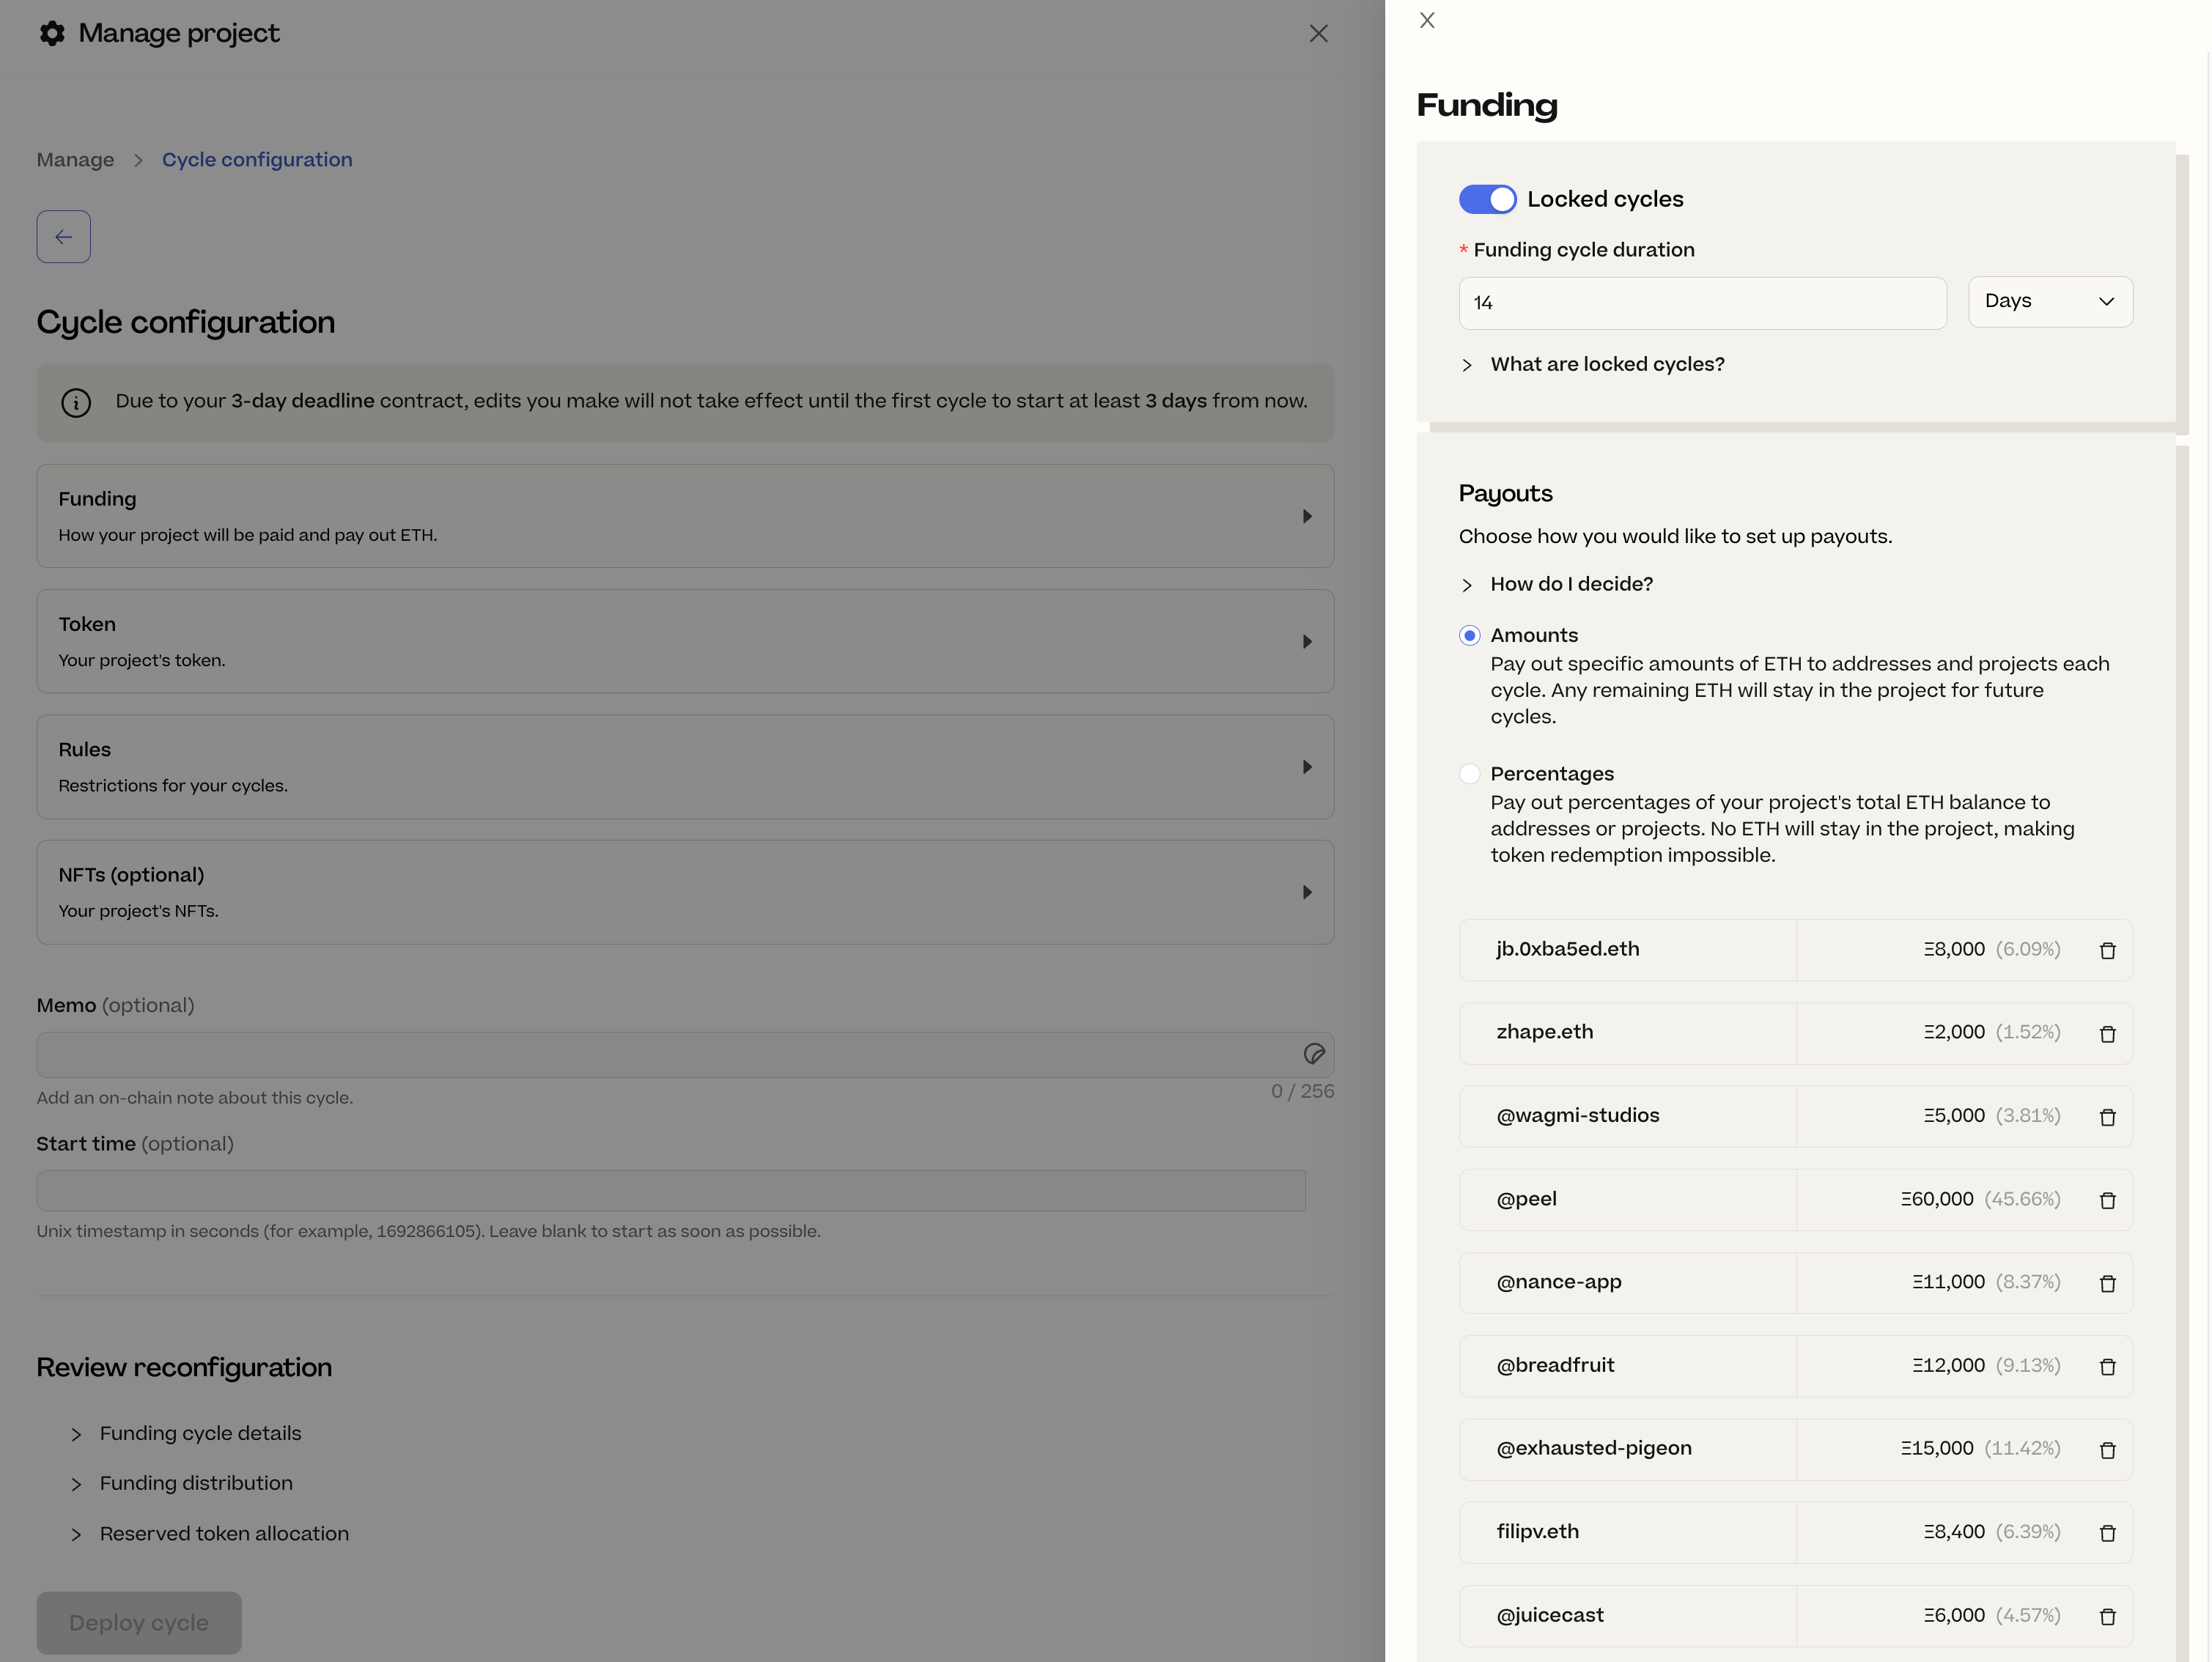 Manage project
Manage > Cycle configuration
Cycle configuration
Due to your 3-day deadline contract, edits you make will not take effect until the first cycle to start at least 3 days from now.
Funding
How your project will be paid and pay out ETH.
Token
Your project's token.
Rules
Restrictions for your cycles.
NFTs (optional)
Your project's NFTs.
Memo (optional)
0 / 256
Add an on-chain note about this cycle.
Start time (optional)
Unix timestamp in seconds (for example, 1692866105). Leave blank to start as soon as possible.
Review reconfiguration
Funding cycle details
Funding distribution
Reserved token allocation
Deploy cycle
Funding
Locked cycles
* Funding cycle duration
14
Days
What are locked cycles?
Payouts
Choose how you would like to set up payouts.
How do I decide?
Amounts
Pay out specific amounts of ETH to addresses and projects each
cycle. Any remaining ETH will stay in the project for future
cycles.
Percentages
Pay out percentages of your project's total ETH balance to
addresses or projects. No ETH will stay in the project, making
token redemption impossible.
jb.0xba5ed.eth Ξ8,000 (6.09%)
zhape.eth Ξ2,000 (1.52%)
@wagmi-studios Ξ5,000 (3.81%)
@peel Ξ60,000 (45.66%)
@nance-app Ξ11,000 (8.37%)
@breadfruit Ξ12,000 (9.13%)
@exhausted-pigeon Ξ15,000 (11.42%)
filipv.eth Ξ8,400 (6.39%)
@juicecast Ξ6,000 (4.57%)